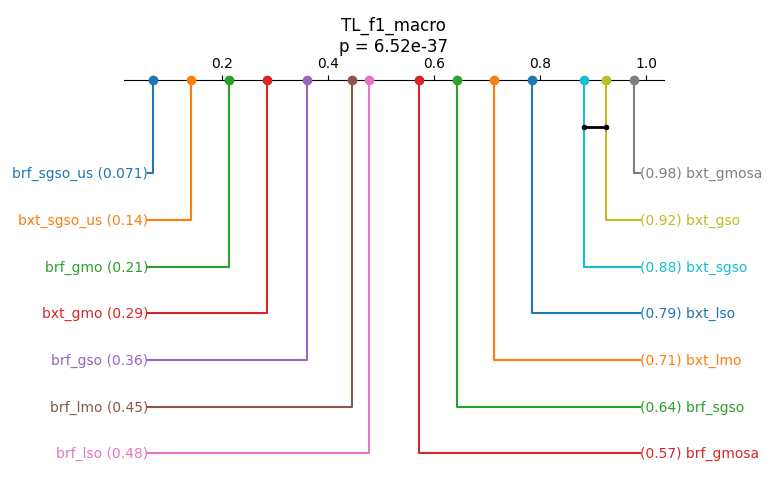 TL_f1_macro
p = 6.52e-37
0.2 0.4 0.6 0.8 1.0
brf_sgso_us (0.071) (0.98) bxt_gmosa
bxt_sgso_us (0.14) (0.92) bxt_gso
brf_gmo (0.21) (0.88) bxt_sgso
bxt_gmo (0.29) (0.79) bxt_lso
brf_gso (0.36) (0.71) bxt_lmo
brf_lmo (0.45) (0.64) brf_sgso
brf_lso (0.48) (0.57) brf_gmosa